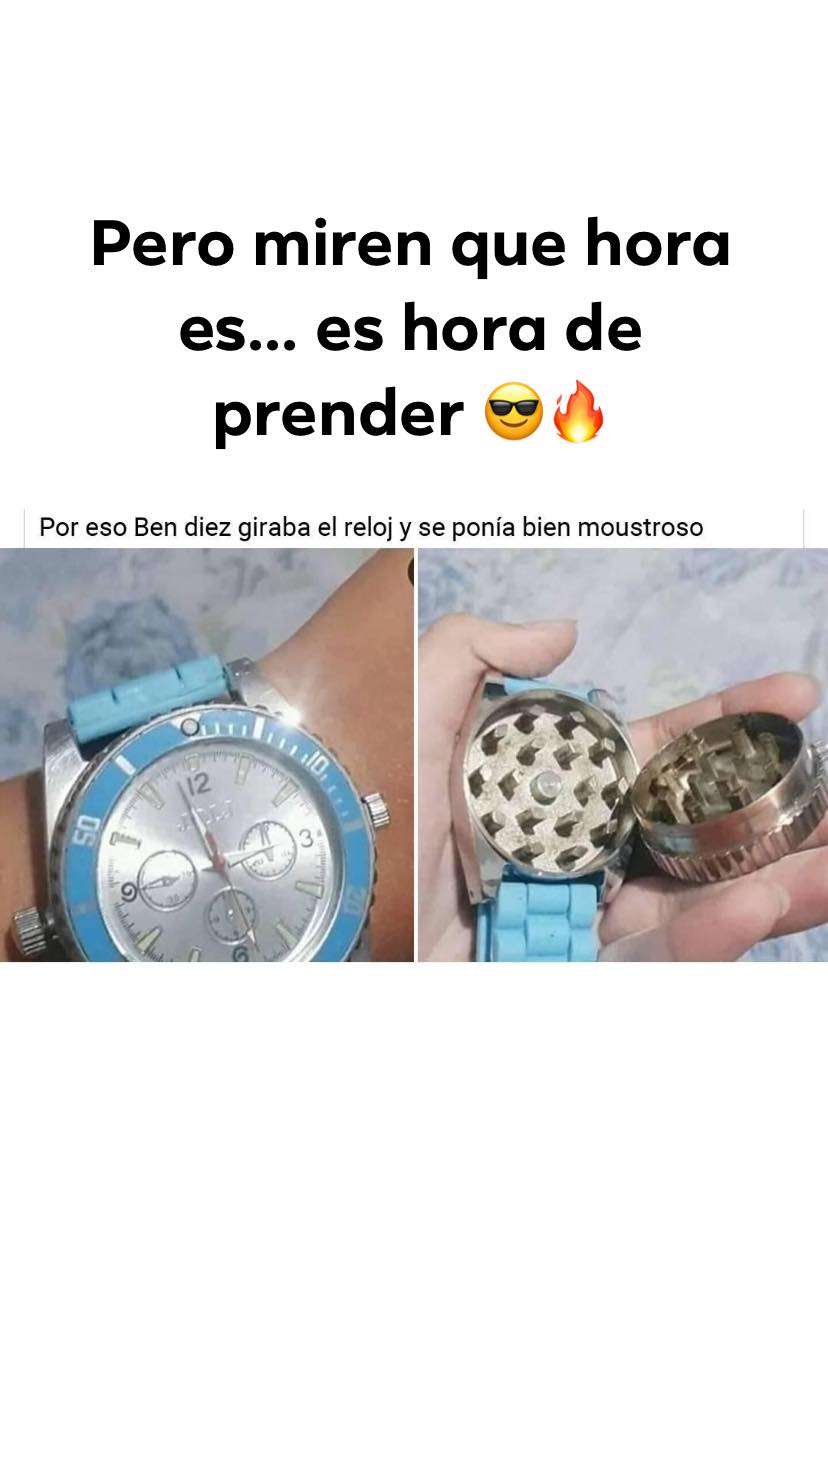 Pero miren que hora
es... es hora de
prender 😎🔥
Por eso Ben diez giraba el reloj y se ponía bien moustroso
12
10
3
20
6
9
50